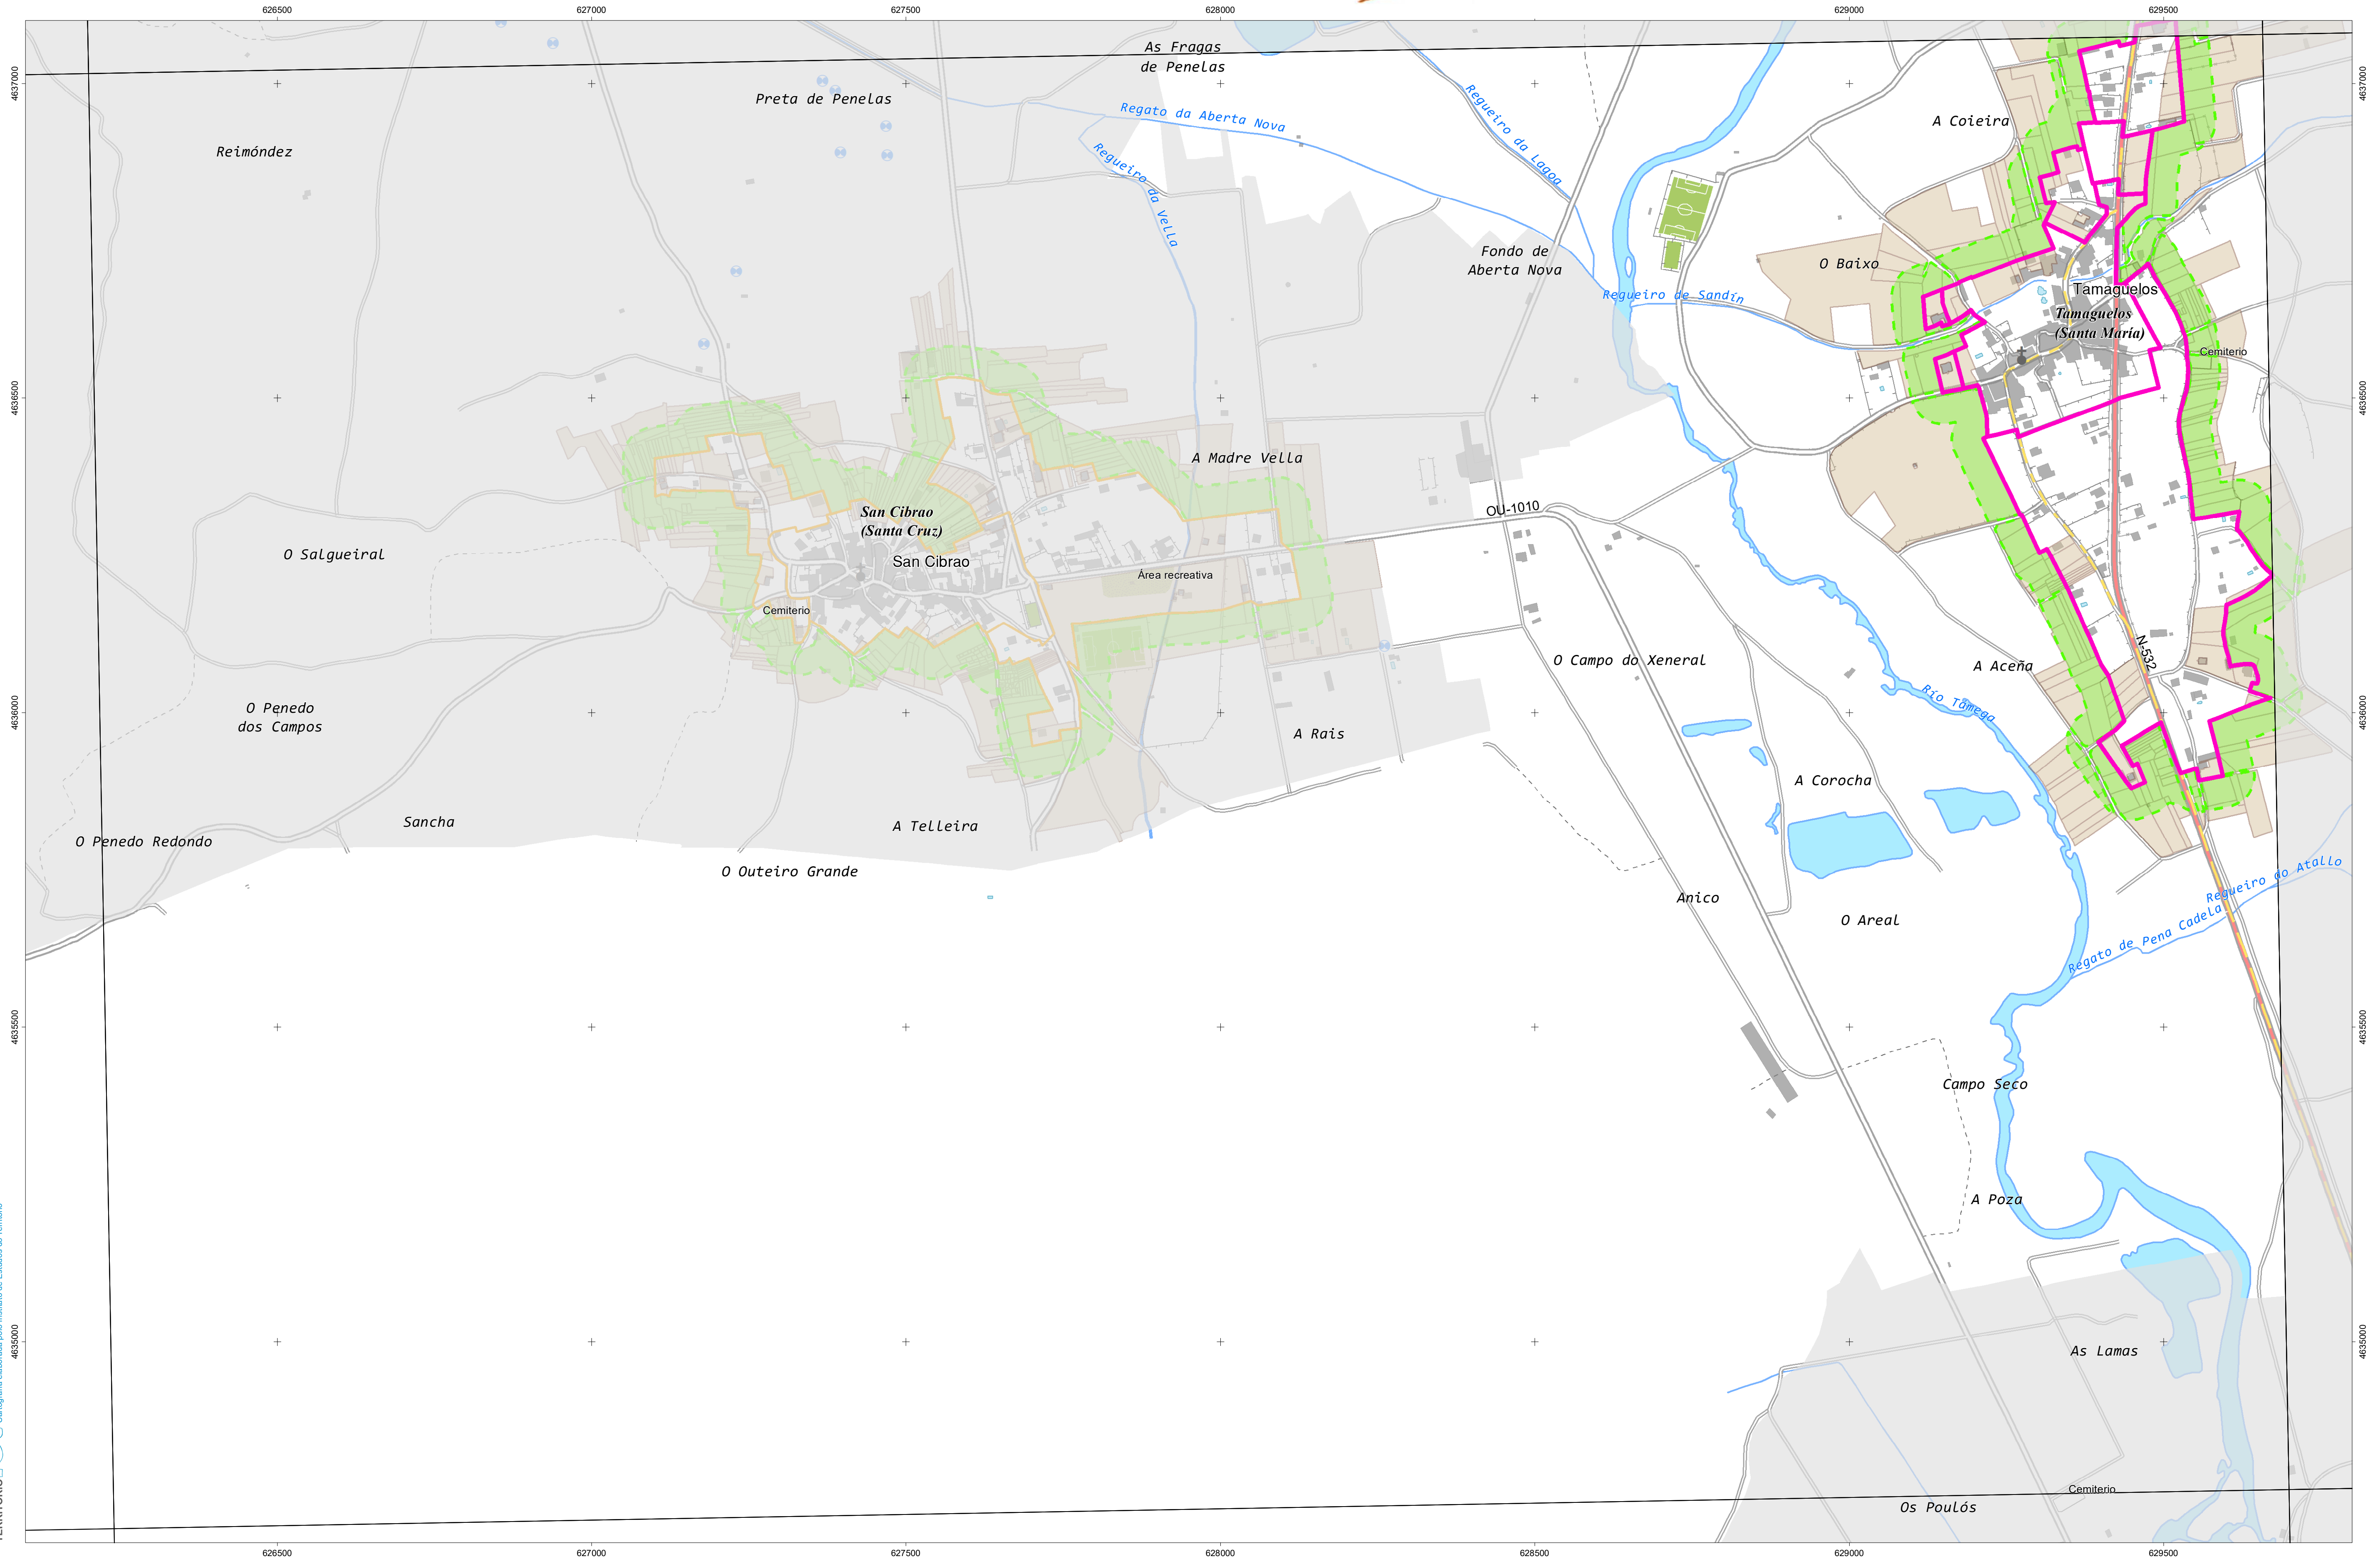 626500
627000
627500
628000
629000
629500
4637000
4637000
As Fragas
de Penelas
Preta de Penelas
Regato da Aberta Nova
Regueiro da Lagoa
A Coieira
Reimóndez
Regueiro da Vella
Fondo de
Aberta Nova
O Baixo
Regueiro de Sandín
Tamaguelos
Tamaguelos
(Santa María)
Cemiterio
4636500
4636500
A Madre Vella
San Cibrao
(Santa Cruz)
OU-1010
O Salgueiral
San Cibrao
Área recreativa
Cemiterio
N-532
O Campo do Xeneral
A Aceña
Río Támega
4636000
4636000
O Penedo
dos Campos
A Rais
A Corocha
Sancha
A Telleira
O Penedo Redondo
O Outeiro Grande
Regueiro do Atallo
Anico
O Areal
Regato de Pena Cadela
4635500
4635500
Campo Seco
A Poza
4635000
4635000
As Lamas
Cemiterio
Os Poulós
626500
627000
627500
628000
628500
629000
629500